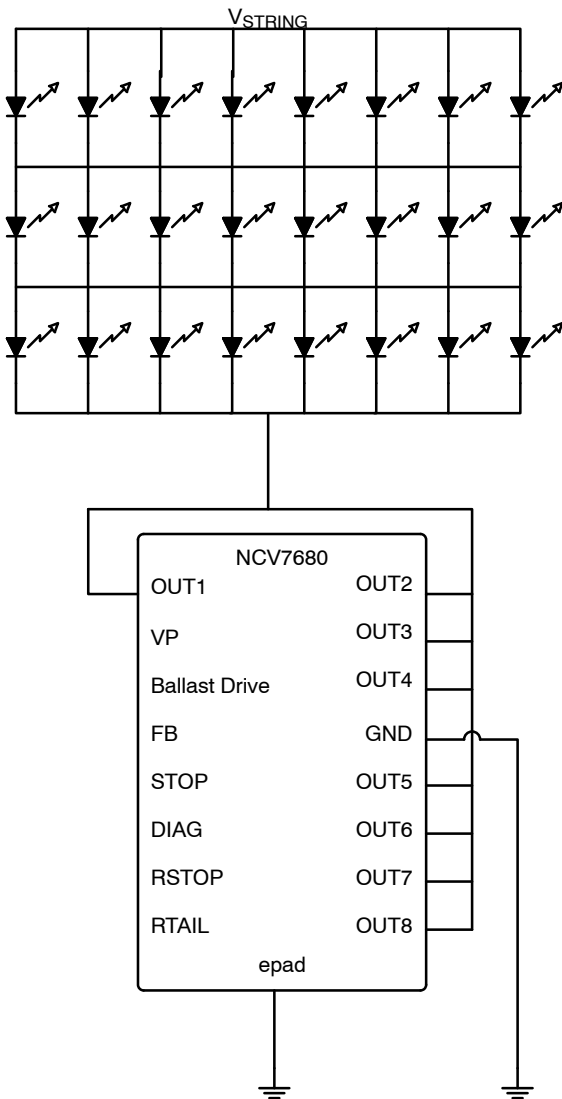 VSTRING
NCV7680
OUT1
VP
Ballast Drive
FB
STOP
DIAG
RSTOP
RTAIL
OUT2
OUT3
OUT4
GND
OUT5
OUT6
OUT7
OUT8
epad